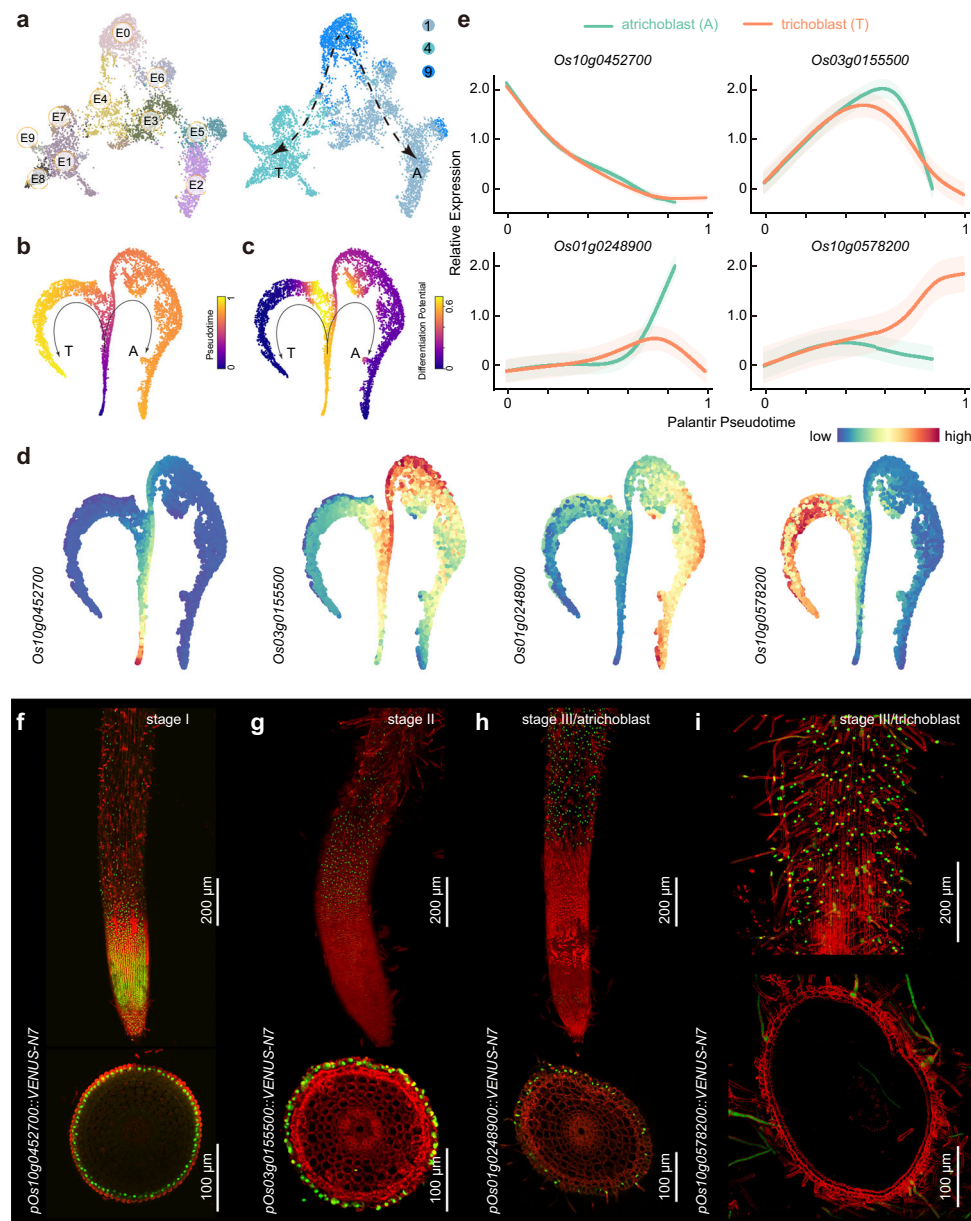 a
E0
E6
E4
E3
E7
E9
E5
E1
E8
E2
1
4
9
T
A
b
T
A
Pseudotime
1
0
c
T
A
Differentiation Potential
0.6
0
e
atrichoblast (A)
trichoblast (T)
Os10g0452700
Os03g0155500
2.0
1.0
0
0
1
2.0
1.0
0
0
1
Relative Expression
Os01g0248900
Os10g0578200
2.0
1.0
0
0
1
2.0
1.0
0
0
1
Palantir Pseudotime
low
high
d
Os10g0452700
Os03g0155500
Os01g0248900
Os10g0578200
f
stage I
200 µm
100 µm
pOs10g0452700::VENUS-N7
g
stage II
200 µm
100 µm
pOs03g0155500::VENUS-N7
h
stage III/atrichoblast
200 µm
100 µm
pOs01g0248900::VENUS-N7
i
stage III/trichoblast
200 µm
100 µm
pOs10g0578200::VENUS-N7